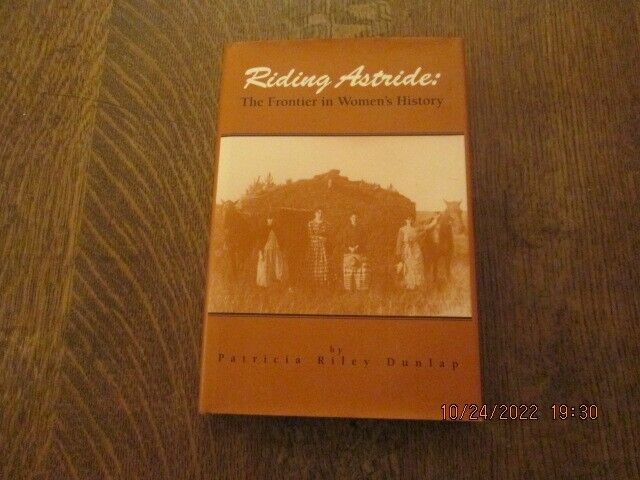 Riding Astride:
The Frontier in Women's History
by
Patricia Riley Dunlap
10/24/2022 19:30